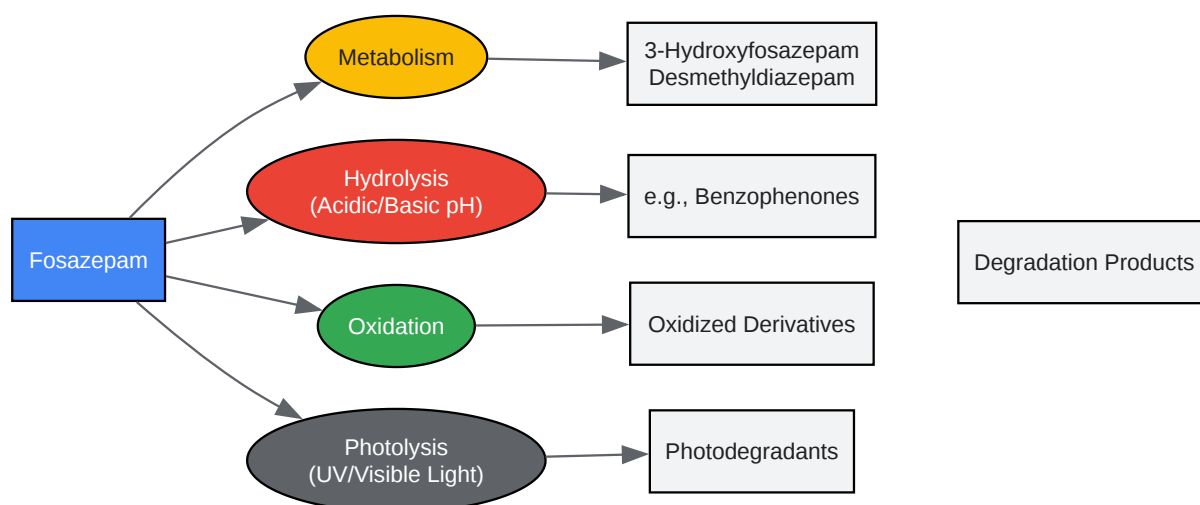 Metabolism
3-Hydroxyfosazepam
Desmethyldiazepam
Hydrolysis
(Acidic/Basic pH)
e.g., Benzophenones
Fosazepam
Degradation Products
Oxidation
Oxidized Derivatives
Photolysis
(UV/Visible Light)
Photodegradants